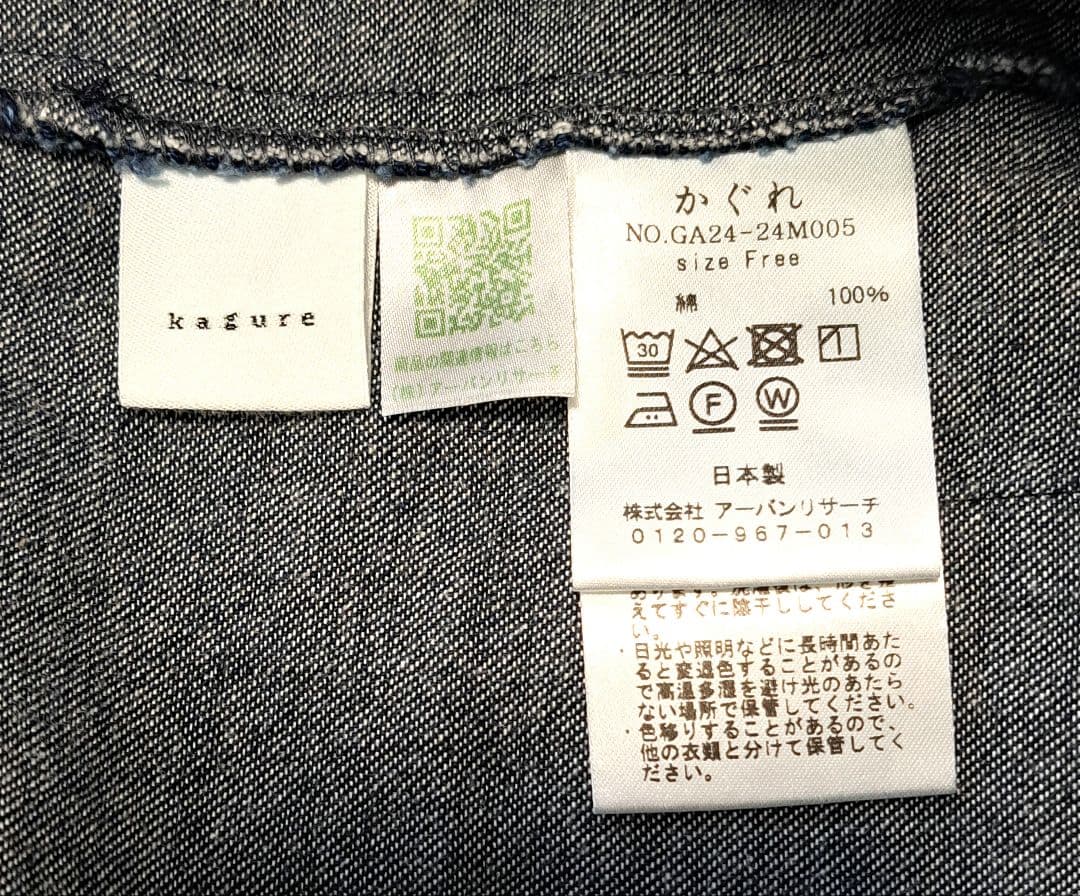 kagure
商品の関連情報はこちら
(株)アーバンリサーチ
かぐれ
NO.GA24-24M005
size Free
綿 100%
30
F W
日本製
株式会社 アーバンリサーチ
0120-967-013
えてすぐに陰干ししてくださ
い。
・日光や照明などに長時間あた
ると変退色することがあるの
で高温多湿を避け光のあたら
ない場所で保管してください。
・色移りすることがあるので、
他の衣類と分けて保管してく
ださい。